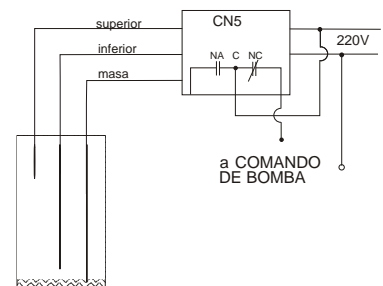 superior
CN5
inferior
220V
NA C NC
masa
a COMANDO
DE BOMBA